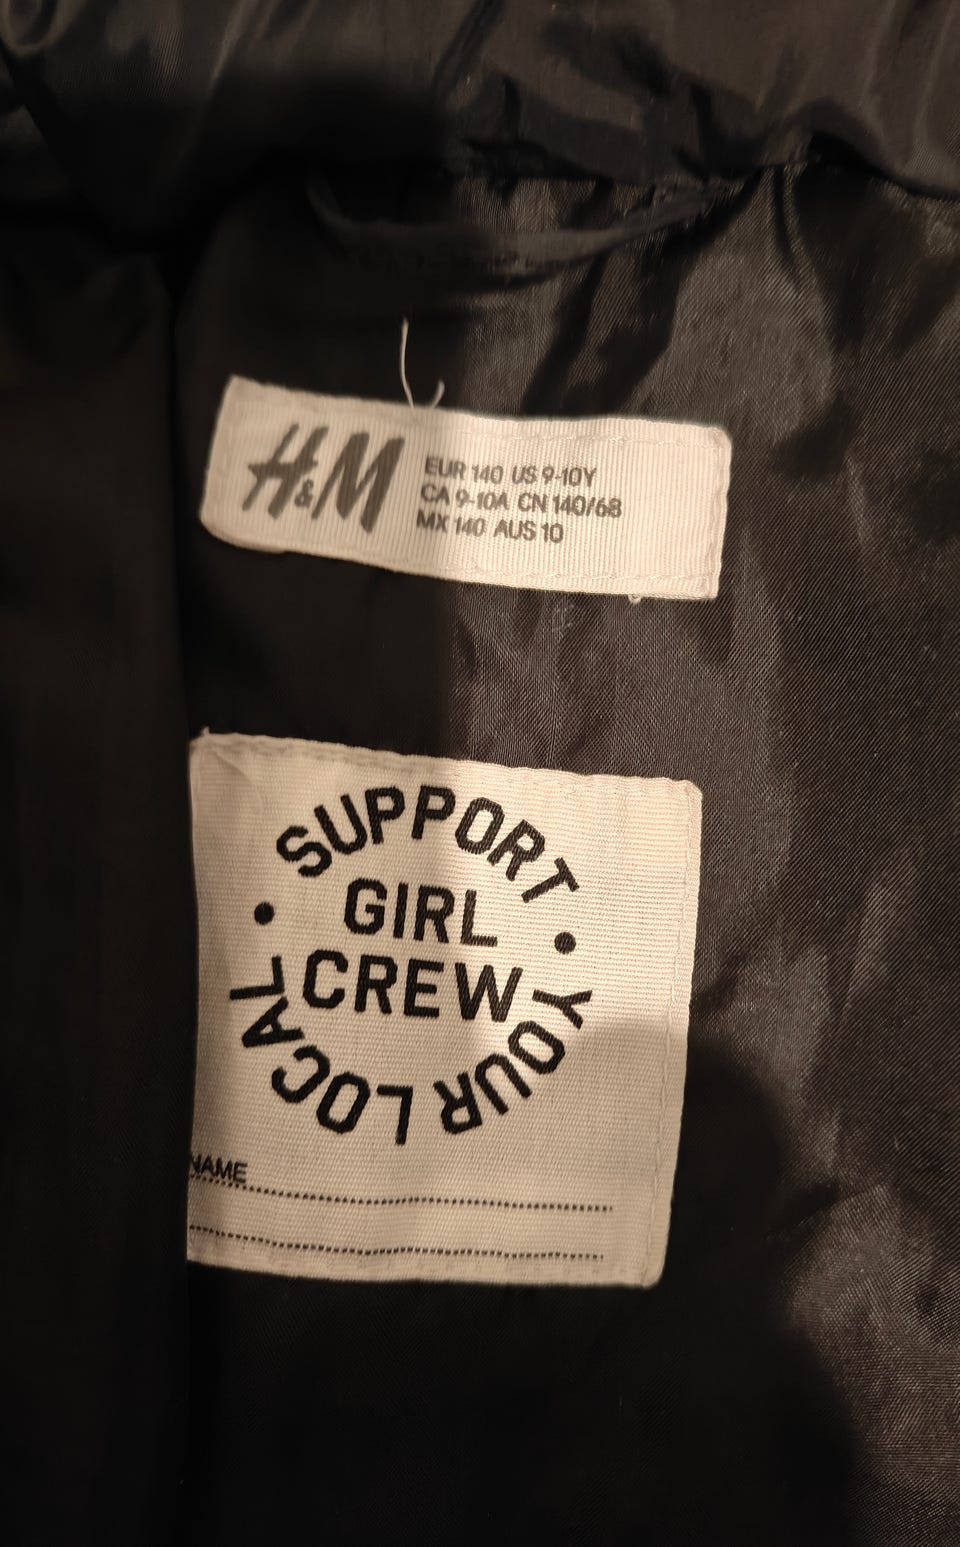 H&M
EUR 140 US 9-10Y
CA 9-10A CN 140/68
MX 140 AUS 10
SUPPORT • YOUR LOCAL •
GIRL
CREW
NAME